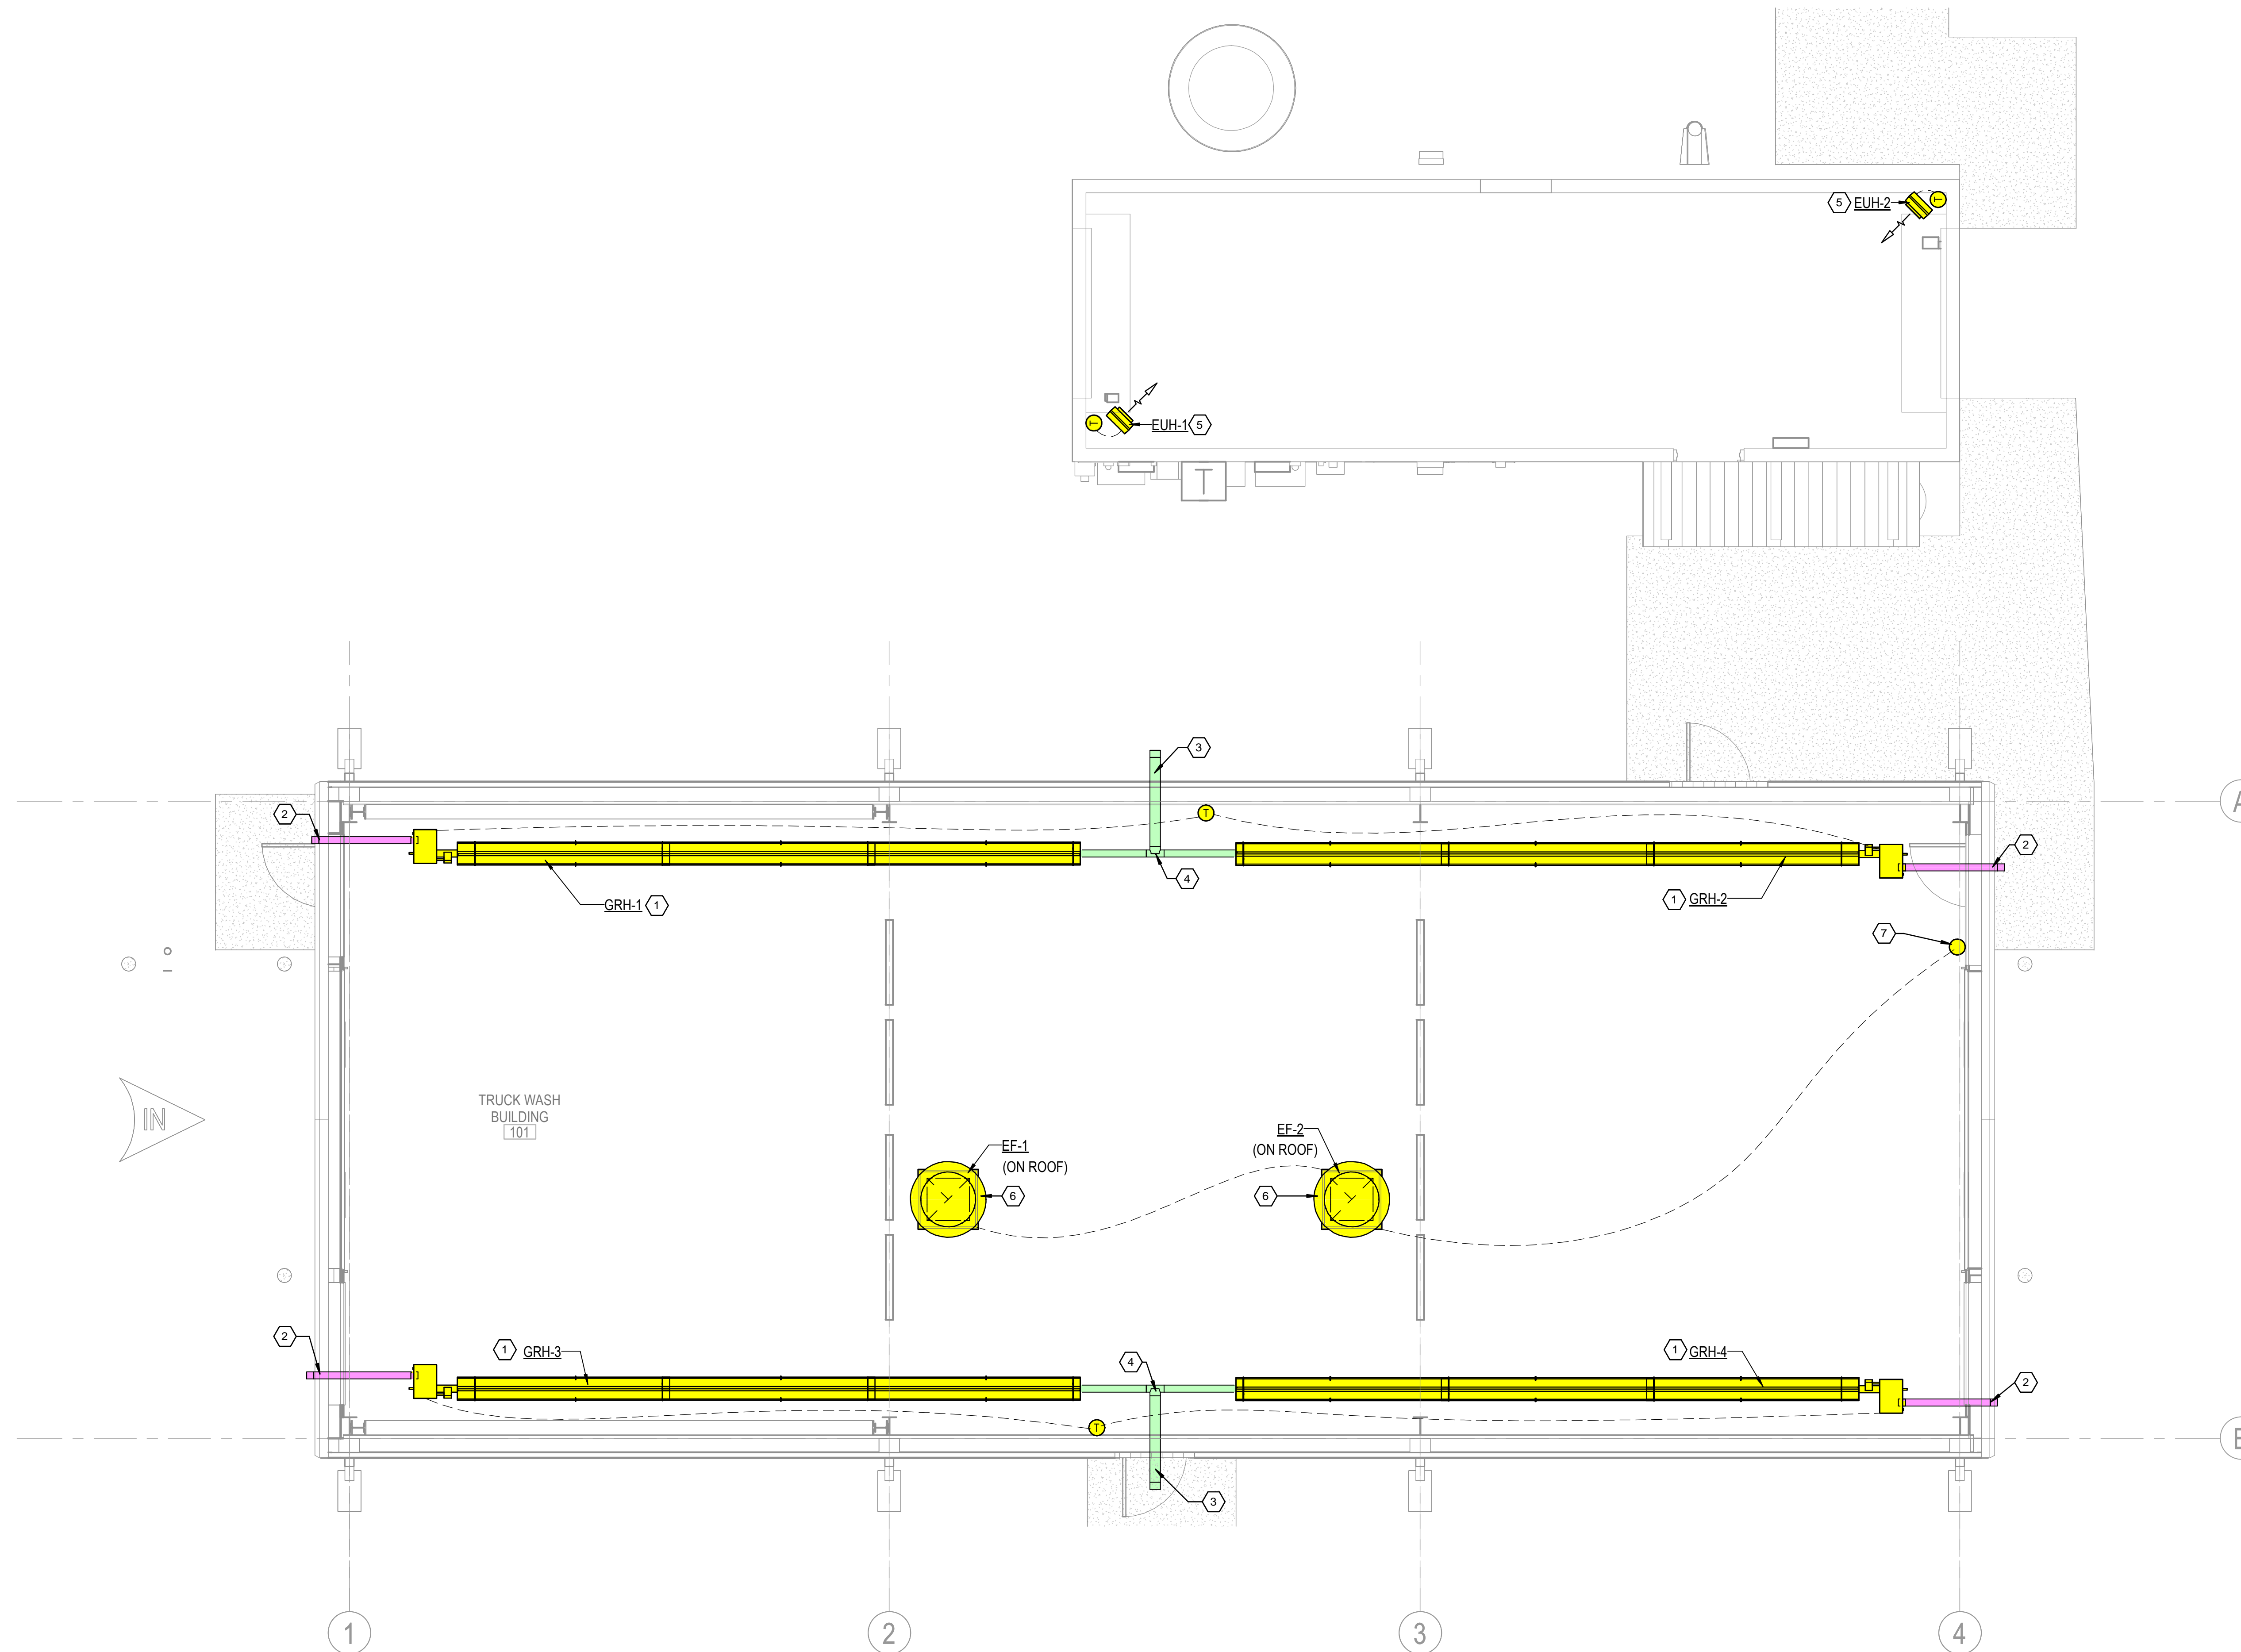 5 EUH-2 T
T EUH-1 5
T
3
A
2
T
4
2
GRH-1 1
1 GRH-2
7
TRUCK WASH
BUILDING
101
IN
EF-1
(ON ROOF)
6
EF-2
(ON ROOF)
6
2
1 GRH-3
4
1 GRH-4
2
T
3
1
2
3
4